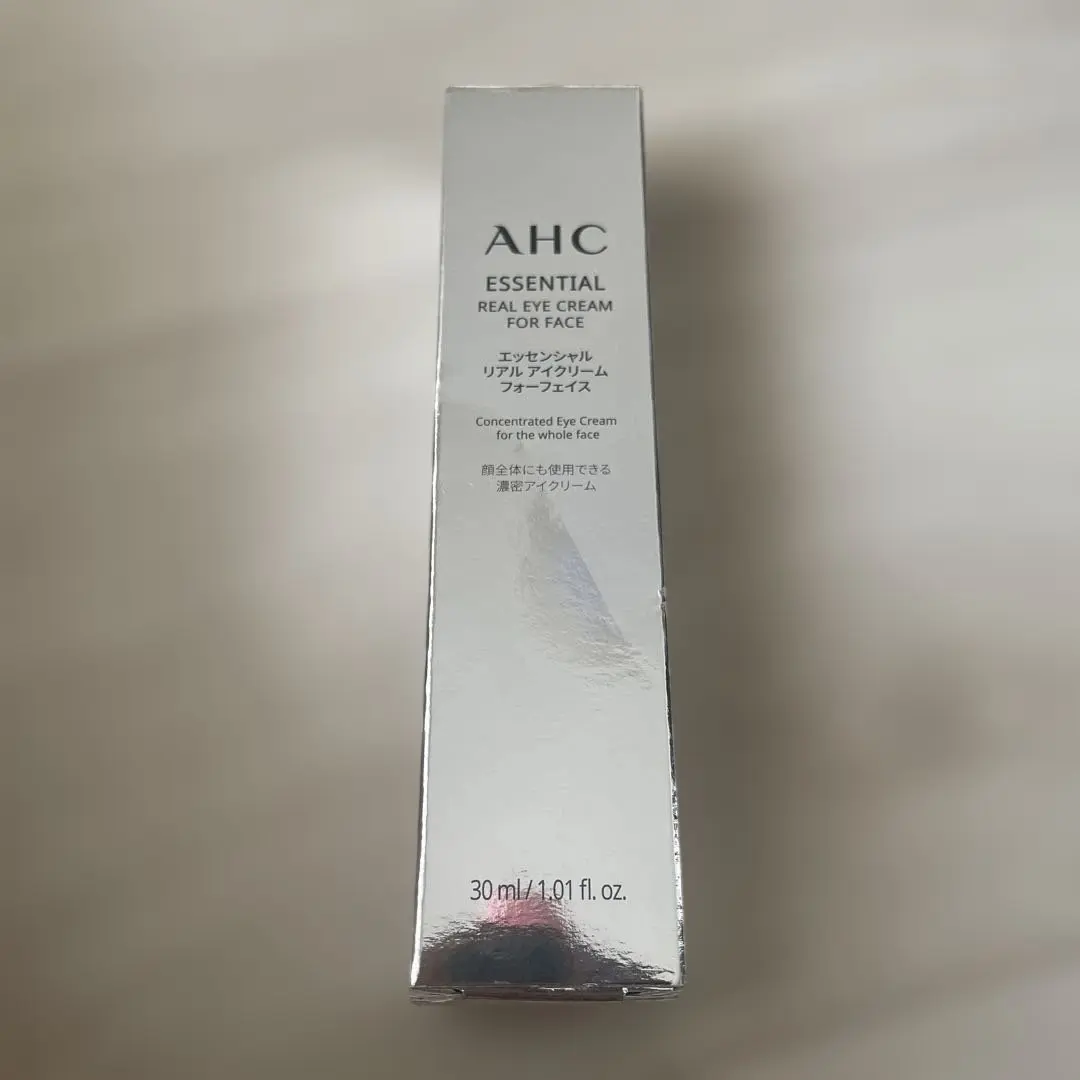 AHC
ESSENTIAL
REAL EYE CREAM
FOR FACE
エッセンシャル
リアル アイクリーム
フォーフェイス
Concentrated Eye Cream
for the whole face
顔全体にも使用できる
濃密アイクリーム
30 ml / 1.01 fl. oz.